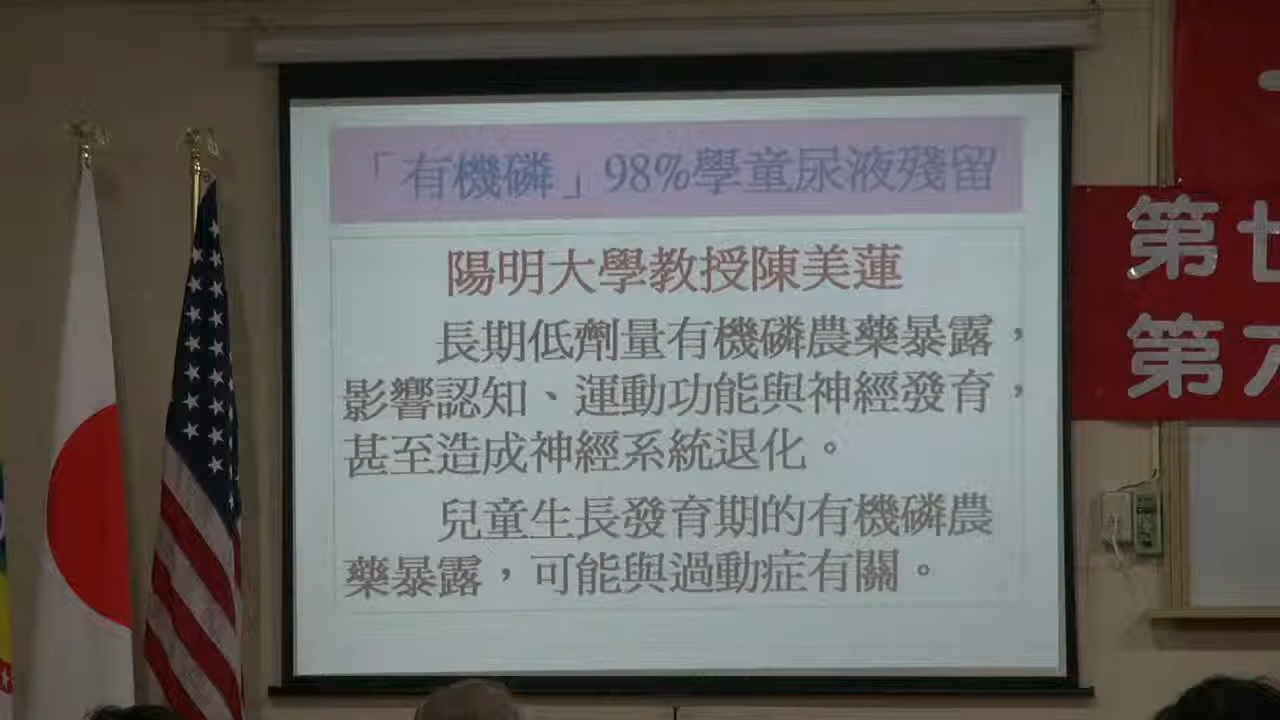 「有機磷」98%學童尿液殘留
陽明大學教授陳美蓮
長期低劑量有機磷農藥暴露，
影響認知、運動功能與神經發育，
甚至造成神經系統退化。
兒童生長發育期的有機磷農
藥暴露，可能與過動症有關。
第廿
第六